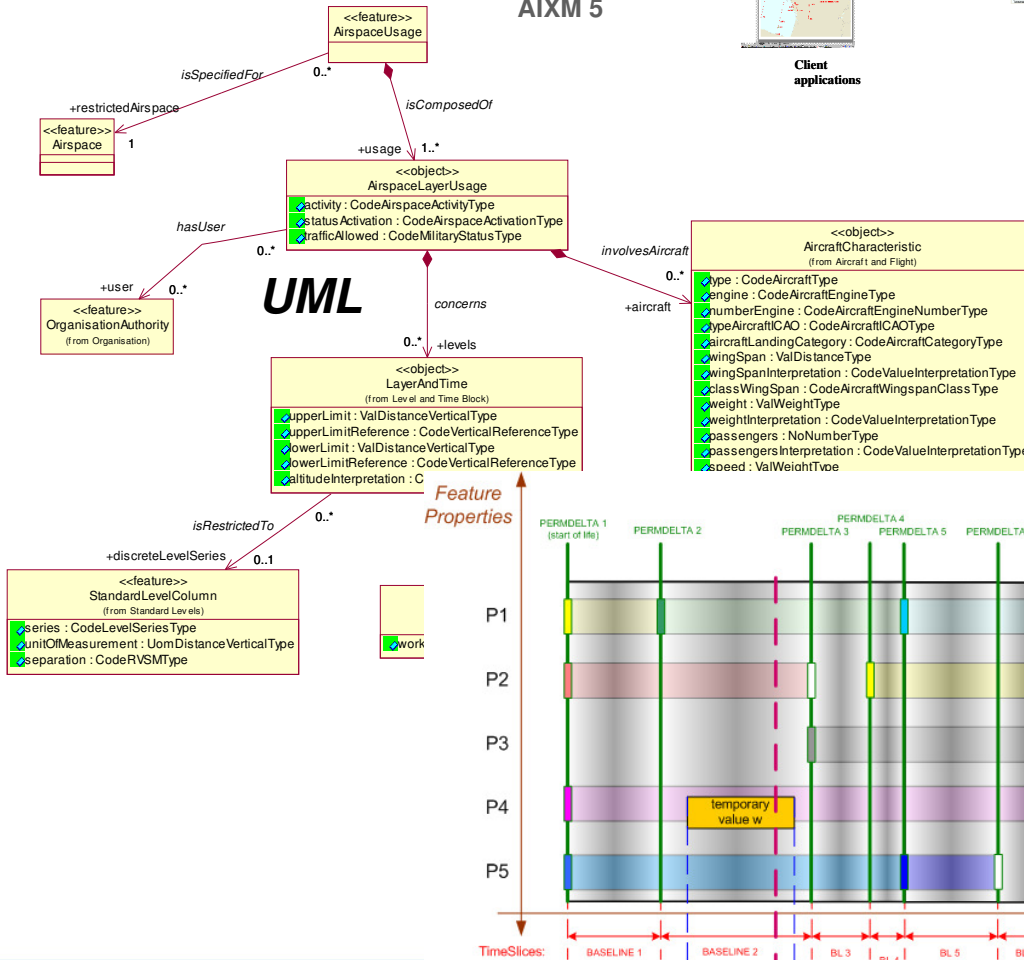 AIXM 5
Client
applications
<<feature>>
AirspaceUsage
0..*
isSpecifiedFor
+restrictedAirspace
1
<<feature>>
Airspace
isComposedOf
+usage
1..*
<<object>>
AirspaceLayerUsage
activity : CodeAirspaceActivityType
statusActivation : CodeAirspaceActivationType
trafficAllowed : CodeMilitaryStatusType
hasUser
0..*
+user
0..*
<<feature>>
OrganisationAuthority
(from Organisation)
UML
concerns
0..*
+levels
involvesAircraft
0..*
+aircraft
<<object>>
AircraftCharacteristic
(from Aircraft and Flight)
type : CodeAircraftType
engine : CodeAircraftEngineType
numberEngine : CodeAircraftEngineNumberType
typeAircraftICAO : CodeAircraftICAOType
aircraftLandingCategory : CodeAircraftCategoryType
wingSpan : ValDistanceType
wingSpanInterpretation : CodeValueInterpretationType
classWingSpan : CodeAircraftWingspanClassType
weight : ValWeightType
weightInterpretation : CodeValueInterpretationType
passengers : NoNumberType
passengersInterpretation : CodeValueInterpretationType
speed : ValWeightType
<<object>>
LayerAndTime
(from Level and Time Block)
upperLimit : ValDistanceVerticalType
upperLimitReference : CodeVerticalReferenceType
lowerLimit : ValDistanceVerticalType
lowerLimitReference : CodeVerticalReferenceType
altitudeInterpretation : C
isRestrictedTo
0..*
+discreteLevelSeries
0..1
<<feature>>
StandardLevelColumn
(from Standard Levels)
series : CodeLevelSeriesType
unitOfMeasurement : UomDistanceVerticalType
separation : CodeRVSMType
work
Feature
Properties
PERMDELTA 1
(start of life)
PERMDELTA 2
PERMDELTA 3
PERMDELTA 4
PERMDELTA 5
PERMDELTA
P1
P2
P3
P4
temporary
value w
P5
TimeSlices:
BASELINE 1
BASELINE 2
BL 3
BL 4
BL 5